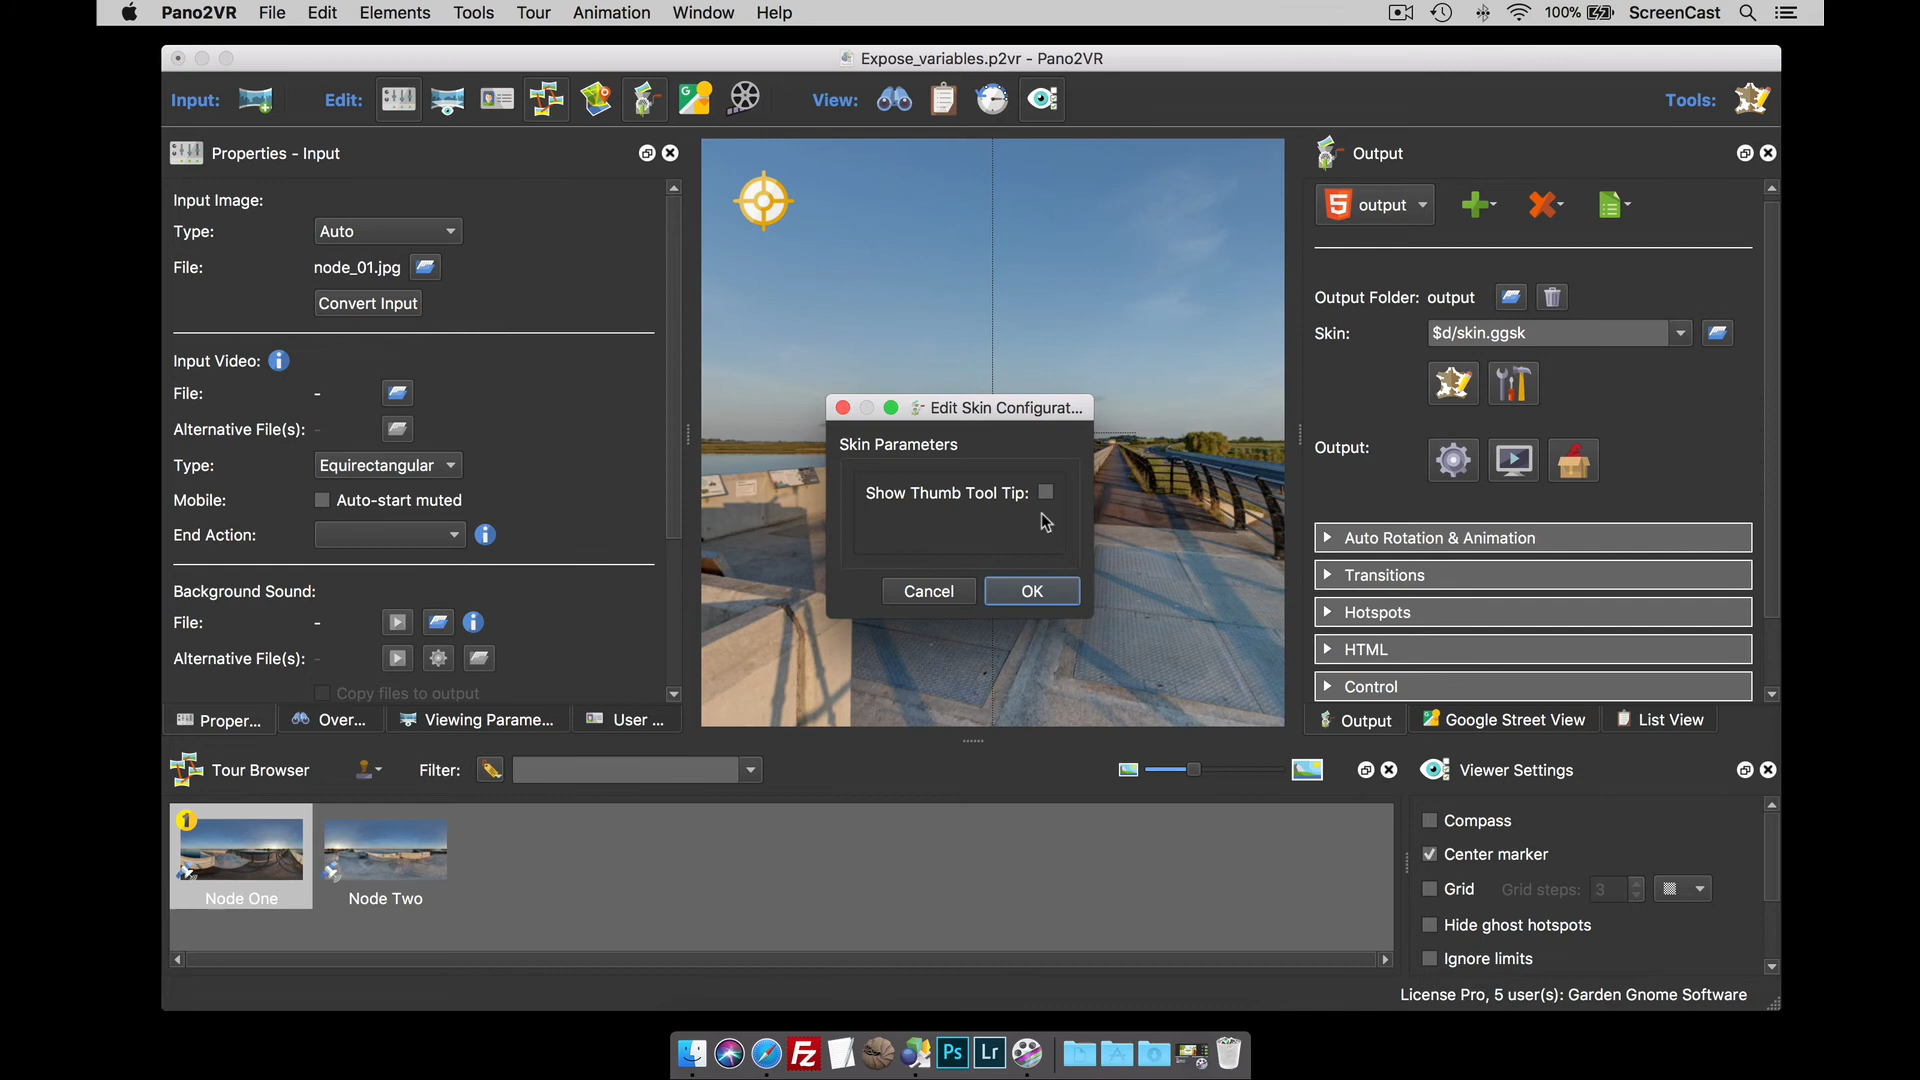 Pano2VR File Edit Elements Tools Tour Animation Window Help 100% ScreenCast
Expose_variables.p2vr - Pano2VR
Input: Edit: View: Tools:
Properties - Input
Input Image:
Type: Auto
File: node_01.jpg
Convert Input
Input Video:
File: -
Alternative File(s): -
Type: Equirectangular
Mobile: Auto-start muted
End Action:
Background Sound:
File: -
Alternative File(s): -
Copy files to output
Proper... Over... Viewing Parame... User ...
Edit Skin Configurat...
Skin Parameters
Show Thumb Tool Tip:
Cancel OK
Output
output
Output Folder: output
Skin: $d/skin.ggsk
Output:
Auto Rotation & Animation
Transitions
Hotspots
HTML
Control
Output Google Street View List View
Tour Browser Filter:
1
Node One Node Two
Viewer Settings
Compass
Center marker
Grid Grid steps: 3
Hide ghost hotspots
Ignore limits
License Pro, 5 user(s): Garden Gnome Software
Fz Ps Lr